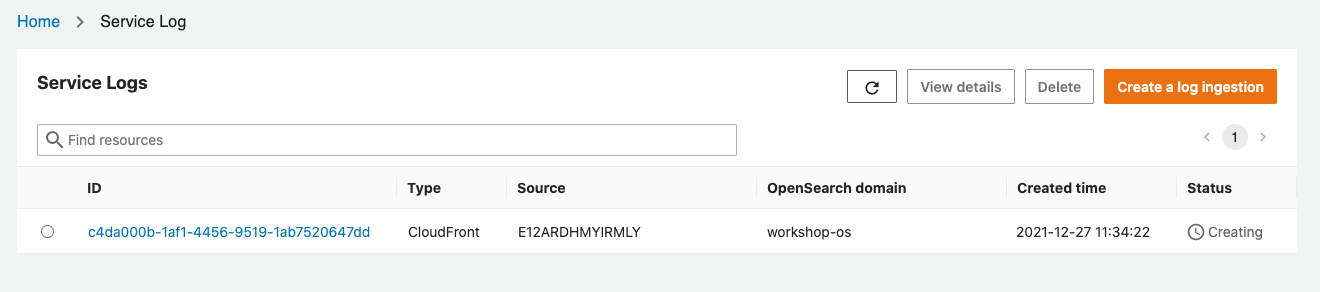 Home > Service Log
Service Logs
View details
Delete
Create a log ingestion
Find resources
< 1 >
ID Type Source OpenSearch domain Created time Status
c4da000b-1af1-4456-9519-1ab7520647dd CloudFront E12ARDHMYIRMLY workshop-os 2021-12-27 11:34:22 Creating